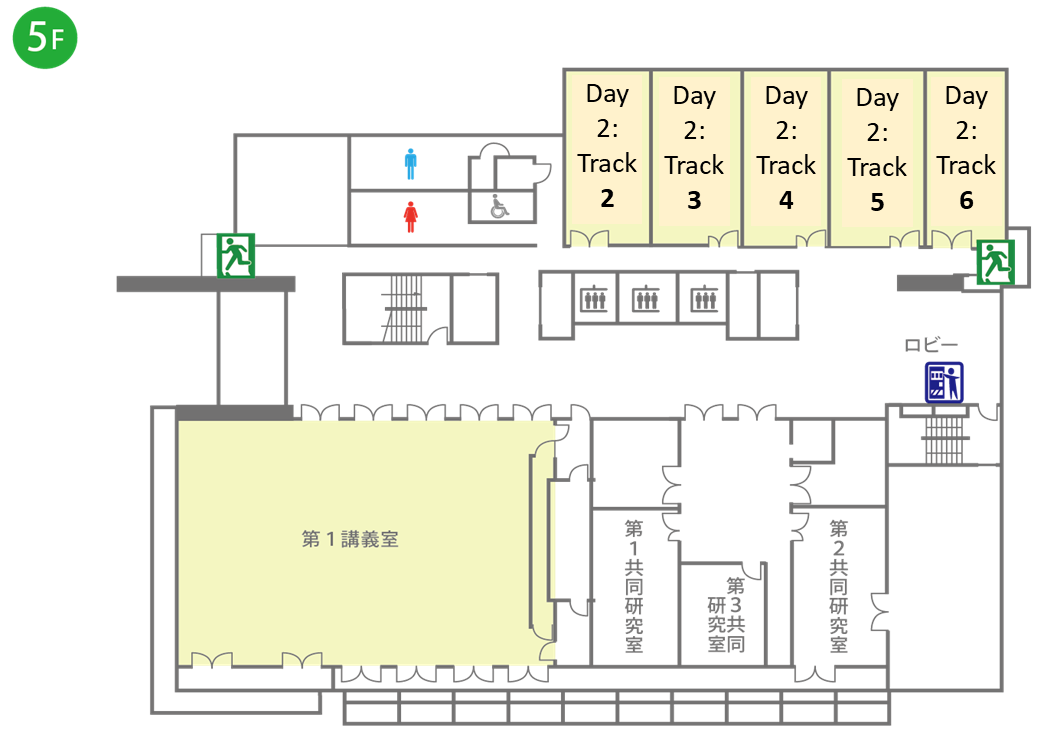 5F
Day
2:
Track
2
Day
2:
Track
3
Day
2:
Track
4
Day
2:
Track
5
Day
2:
Track
6
ロビー
第１講義室
第1共同研究室
第3共同
研究室
第2共同研究室